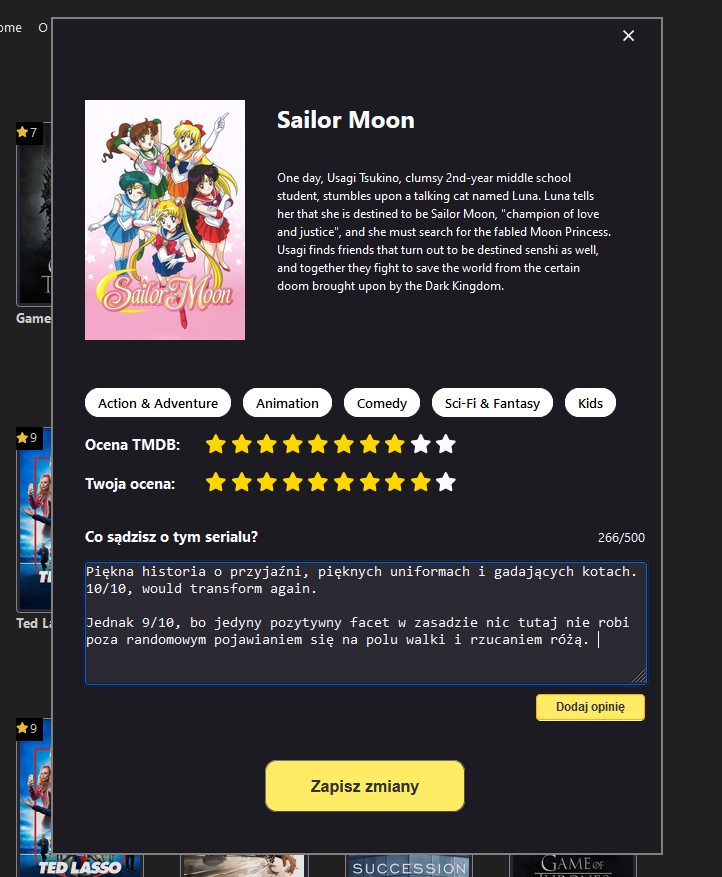 ome O
7
Sailor Moon
One day, Usagi Tsukino, clumsy 2nd-year middle school
student, stumbles upon a talking cat named Luna. Luna tells
her that she is destined to be Sailor Moon, "champion of love
and justice", and she must search for the fabled Moon Princess.
Usagi finds friends that turn out to be destined senshi as well,
and together they fight to save the world from the certain
doom brought upon by the Dark Kingdom.
Sailor Moon
Game
Action & Adventure Animation Comedy Sci-Fi & Fantasy Kids
9
Ocena TMDB:
Twoja ocena:
Co sądzisz o tym serialu? 266/500
Piękna historia o przyjaźni, pięknych uniformach i gadających kotach.
10/10, would transform again.
Jednak 9/10, bo jedyny pozytywny facet w zasadzie nic tutaj nie robi
poza randomowym pojawianiem się na polu walki i rzucaniem różą.
Ted La
Dodaj opinię
9
Zapisz zmiany
TED LASSO
SUCCESSION
GAME OF